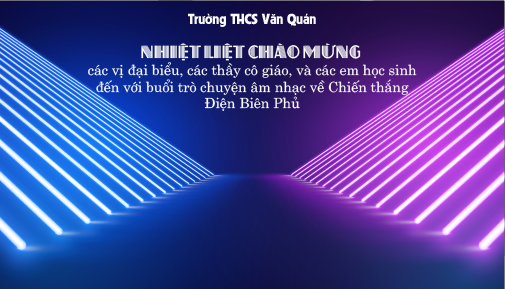 Trường THCS Văn Quán
NHIỆT LIỆT CHÀO MỪNG
các vị đại biểu, các thầy cô giáo, và các em học sinh
đến với buổi trò chuyện âm nhạc về Chiến thắng
Điện Biên Phủ